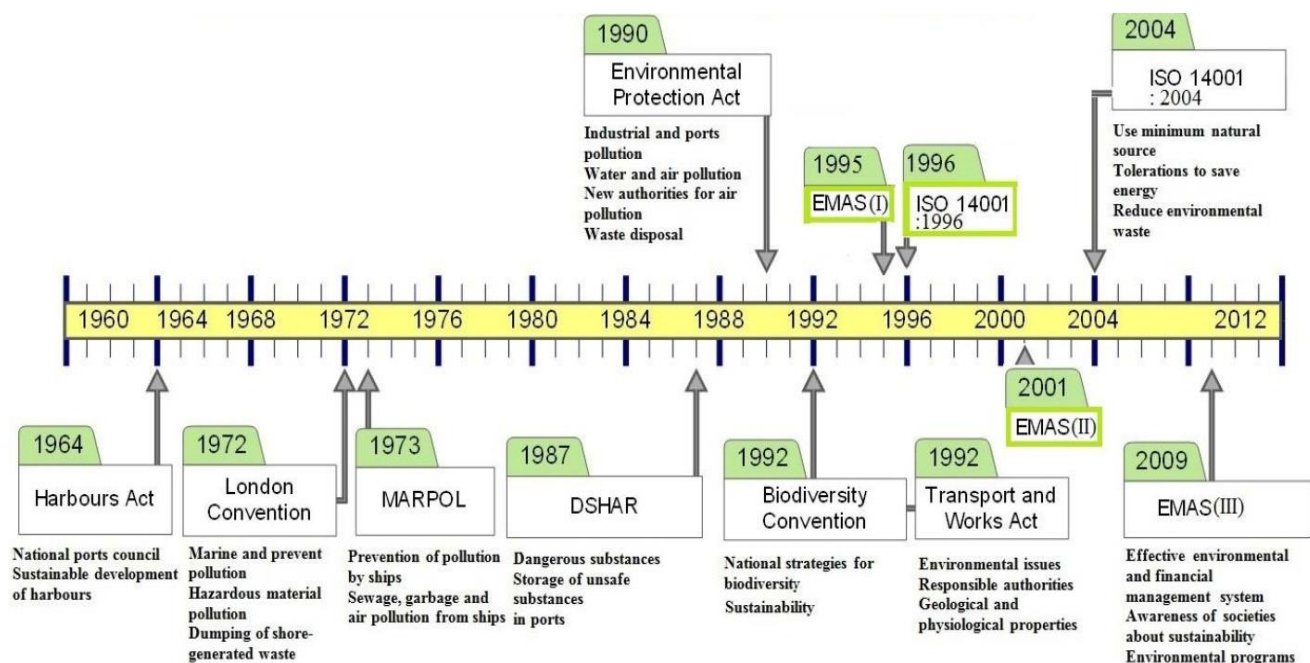 1990
Environmental
Protection Act
Industrial and ports
pollution
Water and air pollution
New authorities for air
pollution
Waste disposal
1995
EMAS(I)
1996
ISO 14001
:1996
2004
ISO 14001
: 2004
Use minimum natural
source
Tolerations to save
energy
Reduce environmental
waste
1960 1964 1968 1972 1976 1980 1984 1988 1992 1996 2000 2004 2012
1964
Harbours Act
National ports council
Sustainable development
of harbours
1972
London
Convention
Marine and prevent
pollution
Hazardous material
pollution
Dumping of shore-
generated waste
1973
MARPOL
Prevention of pollution
by ships
Sewage, garbage and
air pollution from ships
1987
DSHAR
Dangerous substances
Storage of unsafe
substances
in ports
1992
Biodiversity
Convention
National strategies for
biodiversity
Sustainability
1992
Transport and
Works Act
Environmental issues
Responsible authorities
Geological and
physiological properties
2001
EMAS(II)
2009
EMAS(III)
Effective environmental
and financial
management system
Awareness of societies
about sustainability
Environmental programs